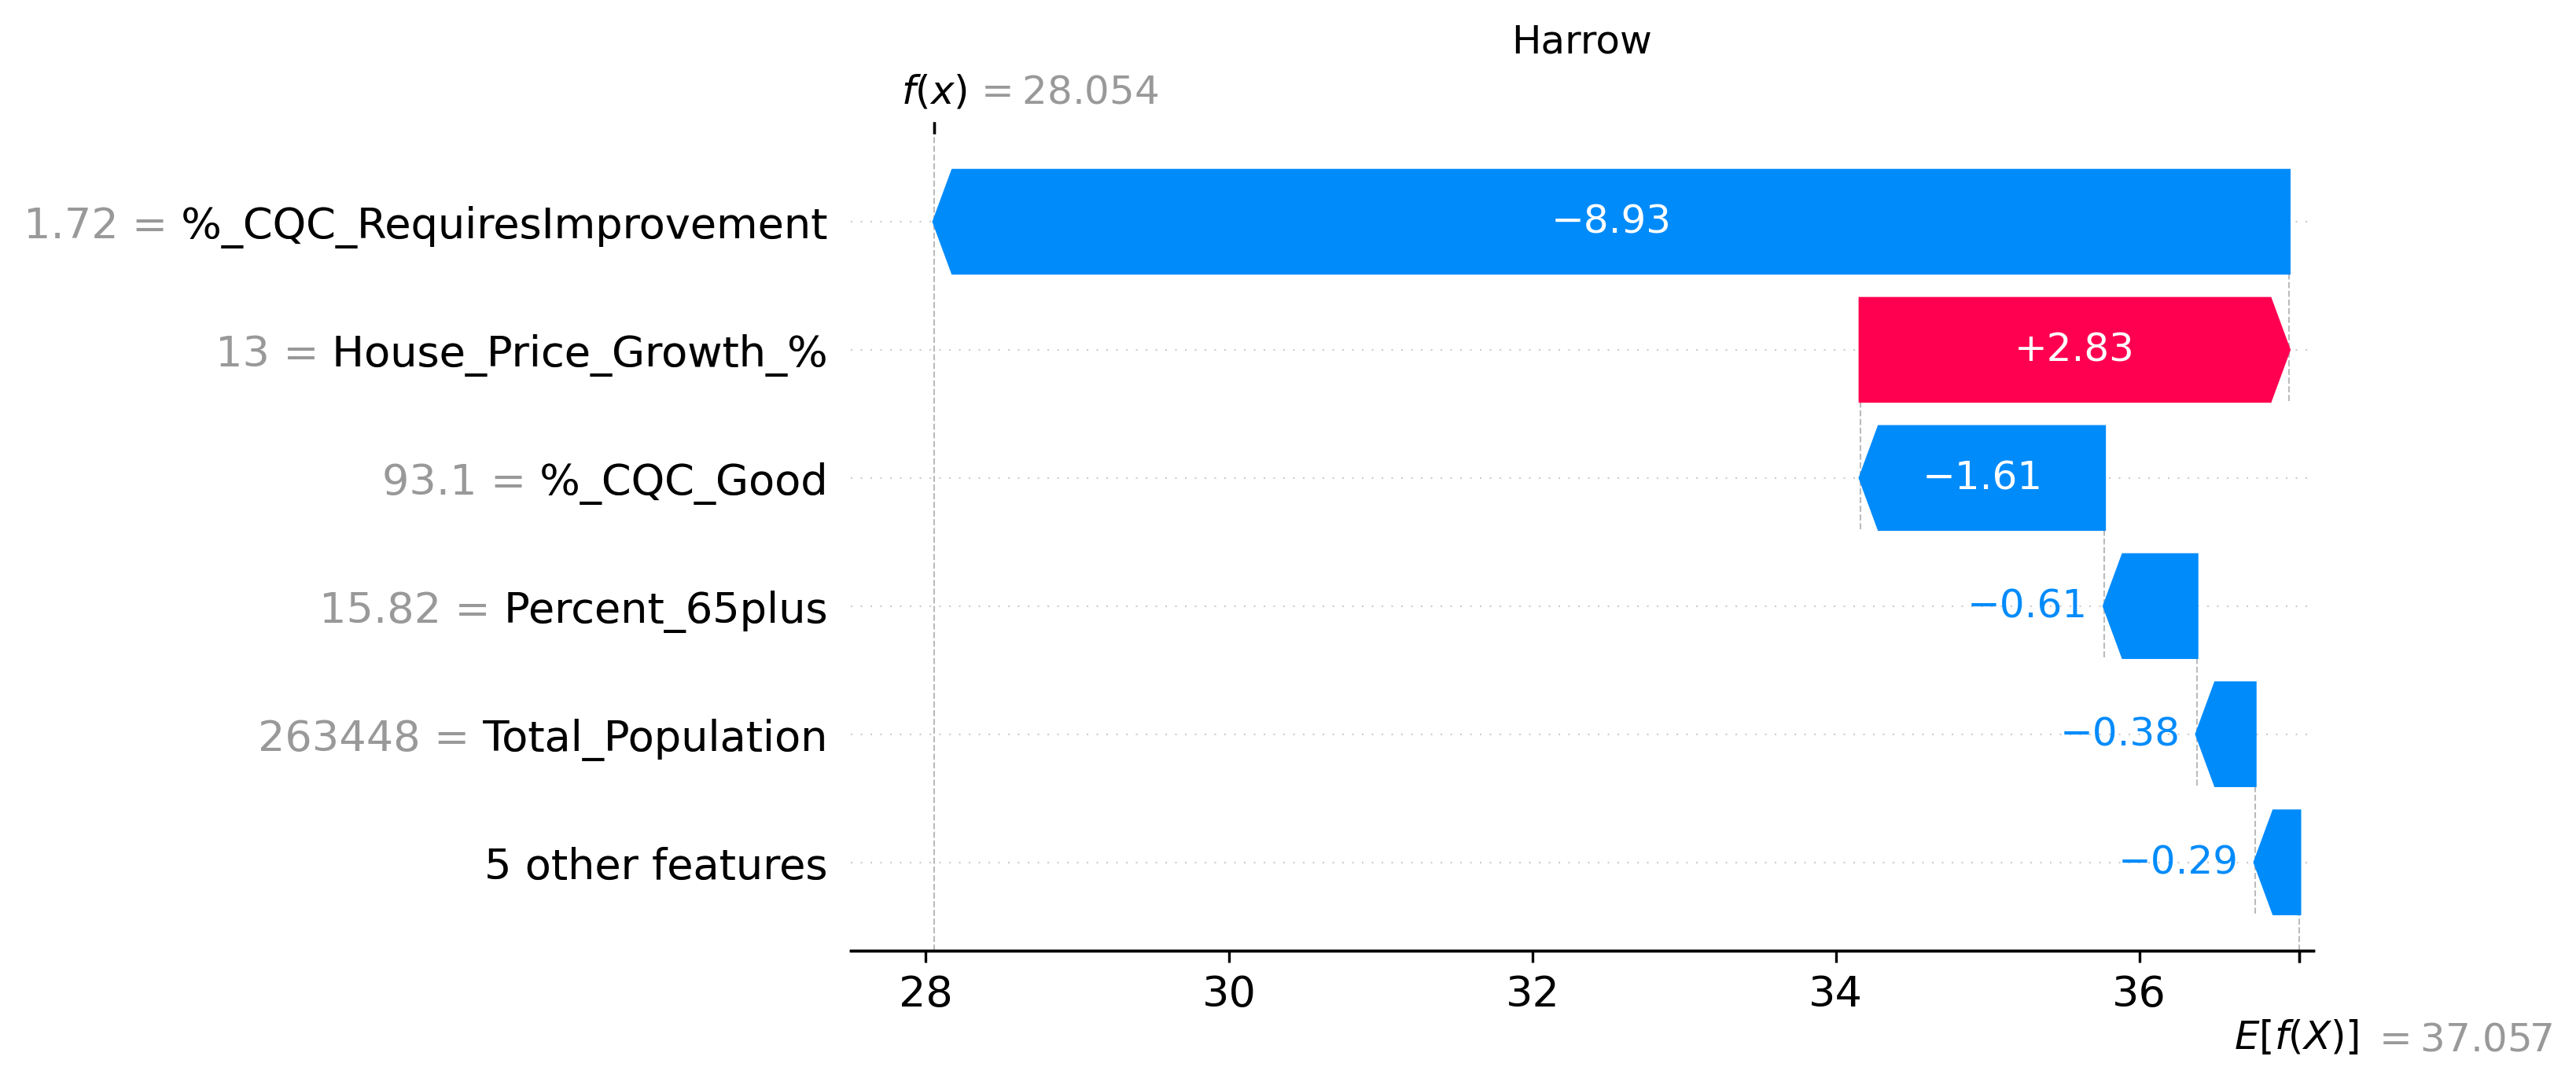 Harrow
f(x) = 28.054
1.72 = %_CQC_RequiresImprovement
−8.93
13 = House_Price_Growth_%
+2.83
93.1 = %_CQC_Good
−1.61
15.82 = Percent_65plus
−0.61
263448 = Total_Population
−0.38
5 other features
−0.29
28 30 32 34 36
E[f(X)] = 37.057